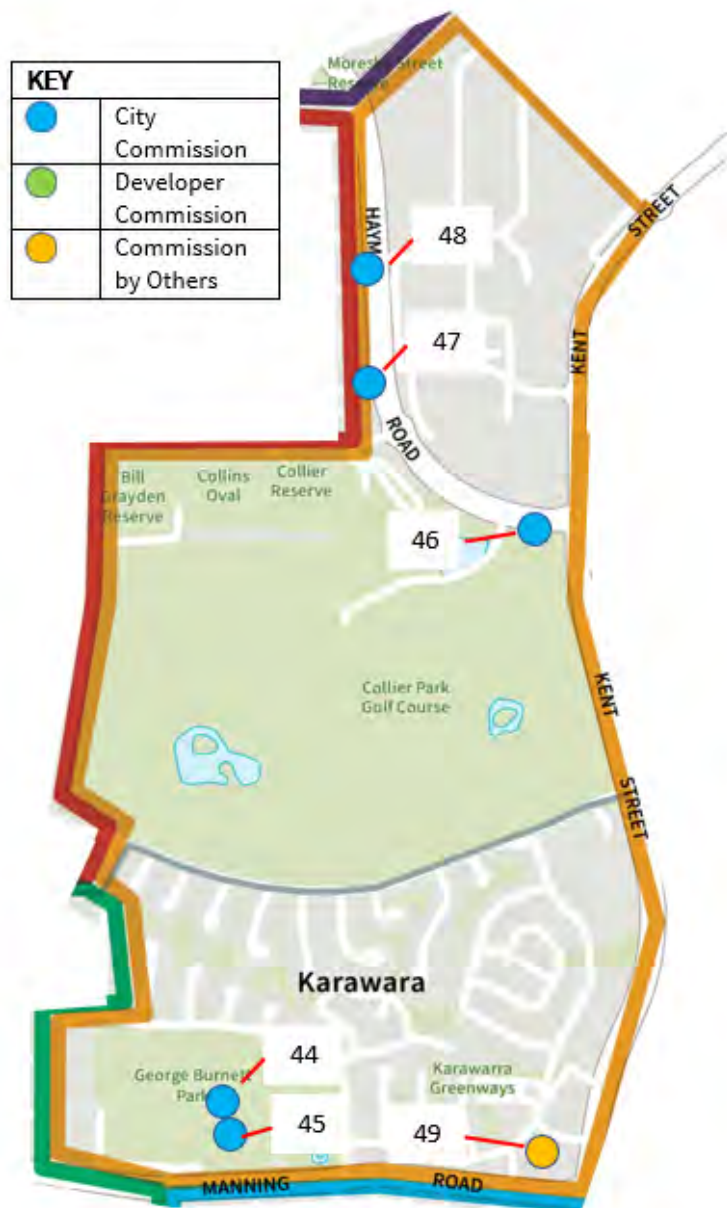 KEY
City
Commission
Developer
Commission
Commission
by Others
Moresby Street
Reserve
STREET
HAYM
48
KENT
47
ROAD
Bill
Grayden
Reserve
Collins
Oval
Collier
Reserve
46
Collier Park
Golf Course
KENT
STREET
Karawara
44
George Burnett
Park
Karawarra
Greenways
45
49
MANNING
ROAD